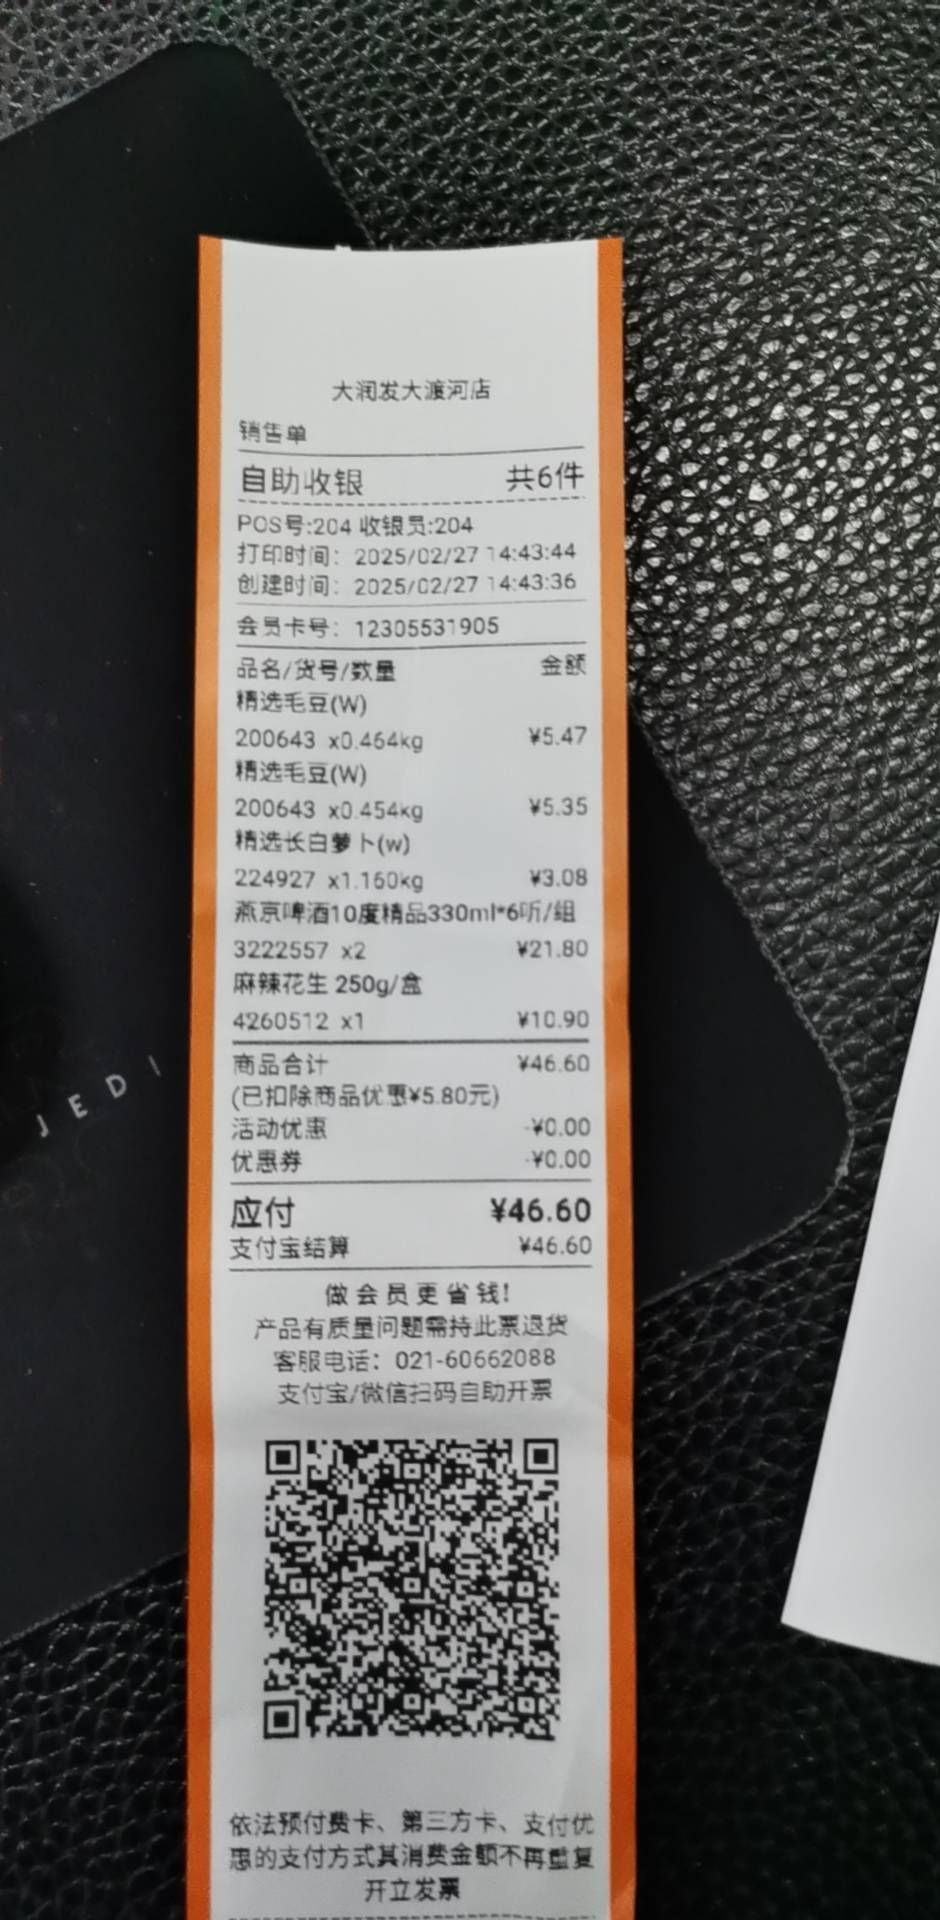 大润发大渡河店
销售单
自助收银 共6件
POS号:204 收银员:204
打印时间: 2025/02/27 14:43:44
创建时间: 2025/02/27 14:43:36
会员卡号: 12305531905
品名/货号/数量 金额
精选毛豆(W)
200643 x0.464kg ¥5.47
精选毛豆(W)
200643 x0.454kg ¥5.35
精选长白萝卜(w)
224927 x1.160kg ¥3.08
燕京啤酒10度精品330ml*6听/组
3222557 x2 ¥21.80
麻辣花生 250g/盒
4260512 x1 ¥10.90
商品合计 ¥46.60
(已扣除商品优惠¥5.80元)
活动优惠 -¥0.00
优惠券 -¥0.00
应付 ¥46.60
支付宝结算 ¥46.60
做会员更省钱!
产品有质量问题需持此票退货
客服电话: 021-60662088
支付宝/微信扫码自助开票
依法预付费卡、第三方卡、支付优
惠的支付方式其消费金额不再重复
开立发票
JEDI